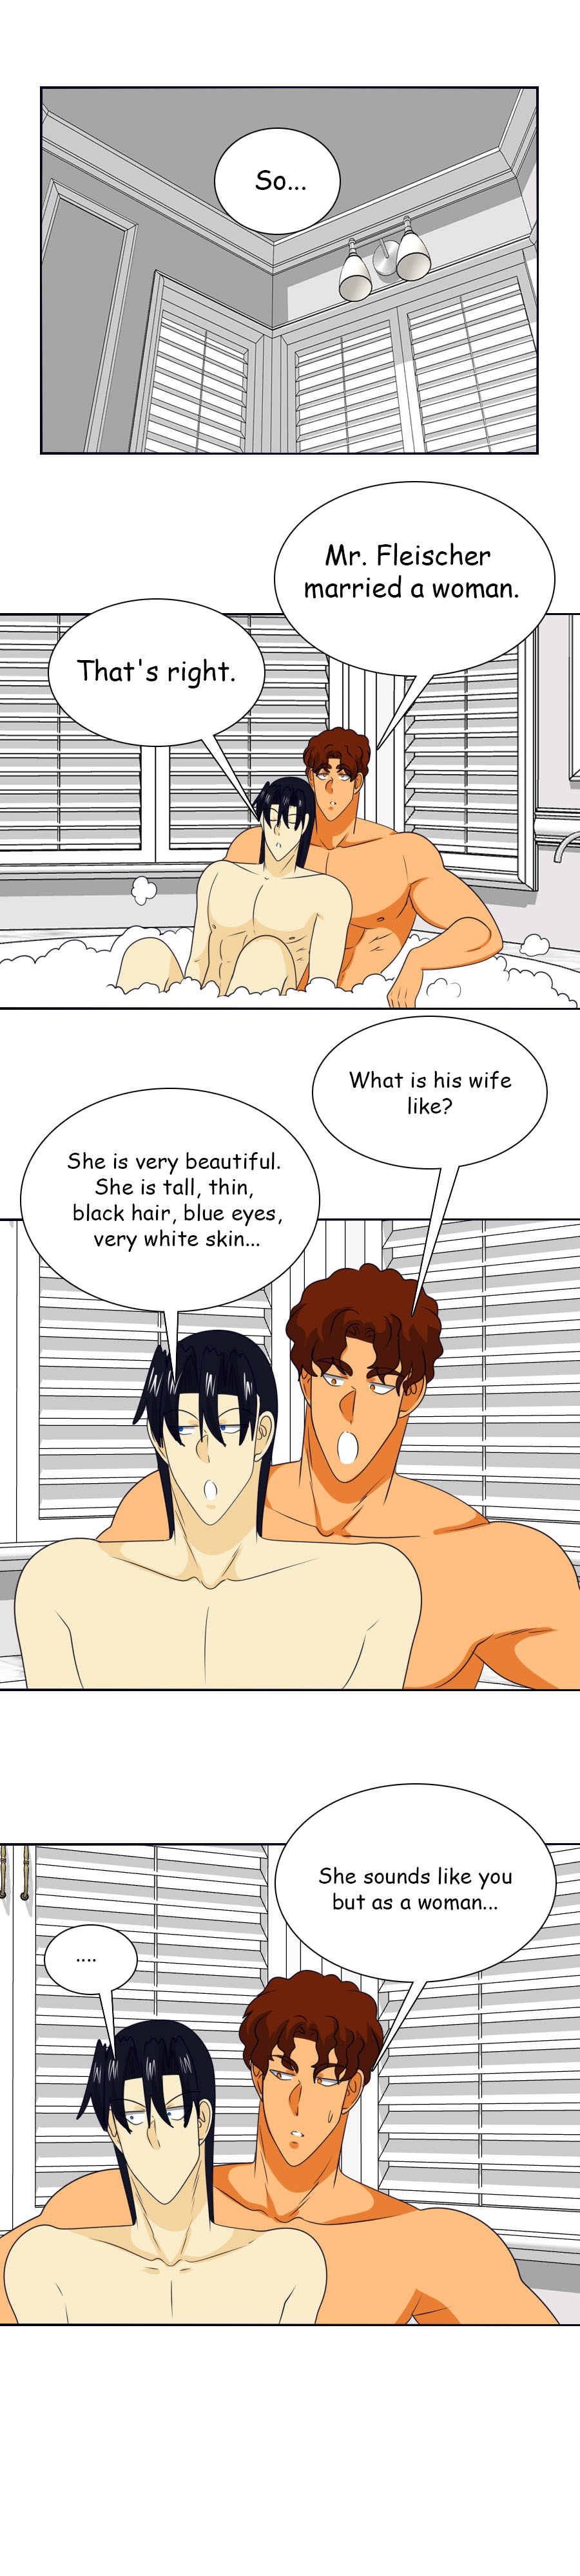 So...
Mr. Fleischer
married a woman.
That's right.
What is his wife
like?
She is very beautiful.
She is tall, thin,
black hair, blue eyes,
very white skin...
She sounds like you
but as a woman...
....